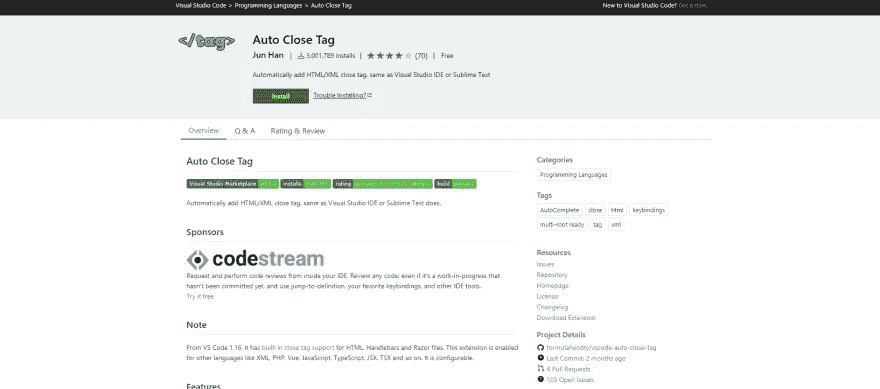 Visual Studio Code > Programming Languages > Auto Close Tag
New to Visual Studio Code? Get it now.
</tag>
Auto Close Tag
Jun Han | 3,001,789 installs | (70) | Free
Automatically add HTML/XML close tag, same as Visual Studio IDE or Sublime Text
Install
Trouble Installing?
Overview
Q & A
Rating & Review
Auto Close Tag
Visual Studio Marketplace
installs
rating
build
Automatically add HTML/XML close tag, same as Visual Studio IDE or Sublime Text does.
Sponsors
codestream
Request and perform code reviews from inside your IDE. Review any code, even if it's a work-in-progress that
hasn't been committed yet, and use jump-to-definition, your favorite keybindings, and other IDE tools.
Try it free
Note
From VS Code 1.16, it has built-in close tag support for HTML, Handlebars and Razor files. This extension is enabled
for other languages like XML, PHP, Vue, JavaScript, TypeScript, JSX, TSX and so on. It is configurable.
Features
Categories
Programming Languages
Tags
AutoComplete close html keybindings
multi-root ready tag xml
Resources
Issues
Repository
Homepage
License
Changelog
Download Extension
Project Details
formulahendry/vscode-auto-close-tag
Last Commit: 2 months ago
4 Pull Requests
103 Open Issues